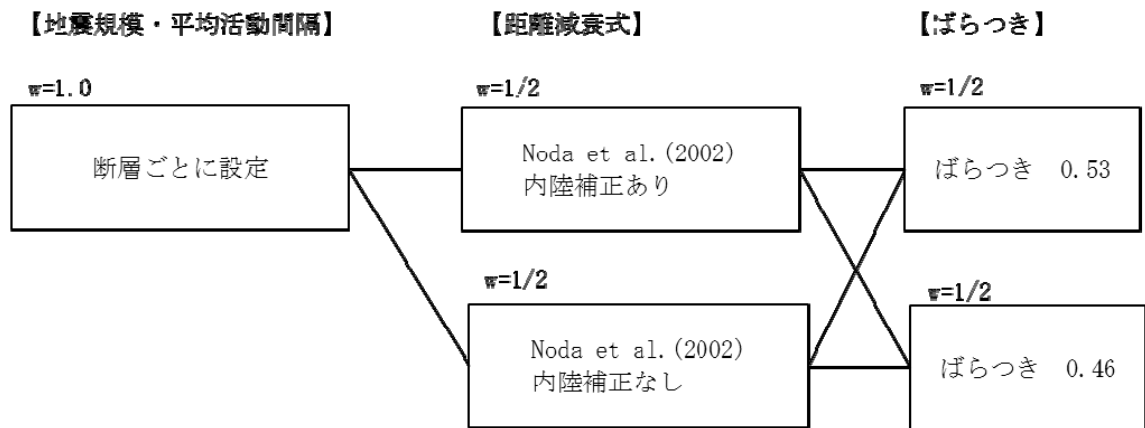 【地震規模・平均活動間隔】
【距離減衰式】
【ばらつき】
w=1.0
w=1/2
w=1/2
断層ごとに設定
Noda et al.(2002)
内陸補正あり
ばらつき 0.53
w=1/2
w=1/2
Noda et al.(2002)
内陸補正なし
ばらつき 0.46